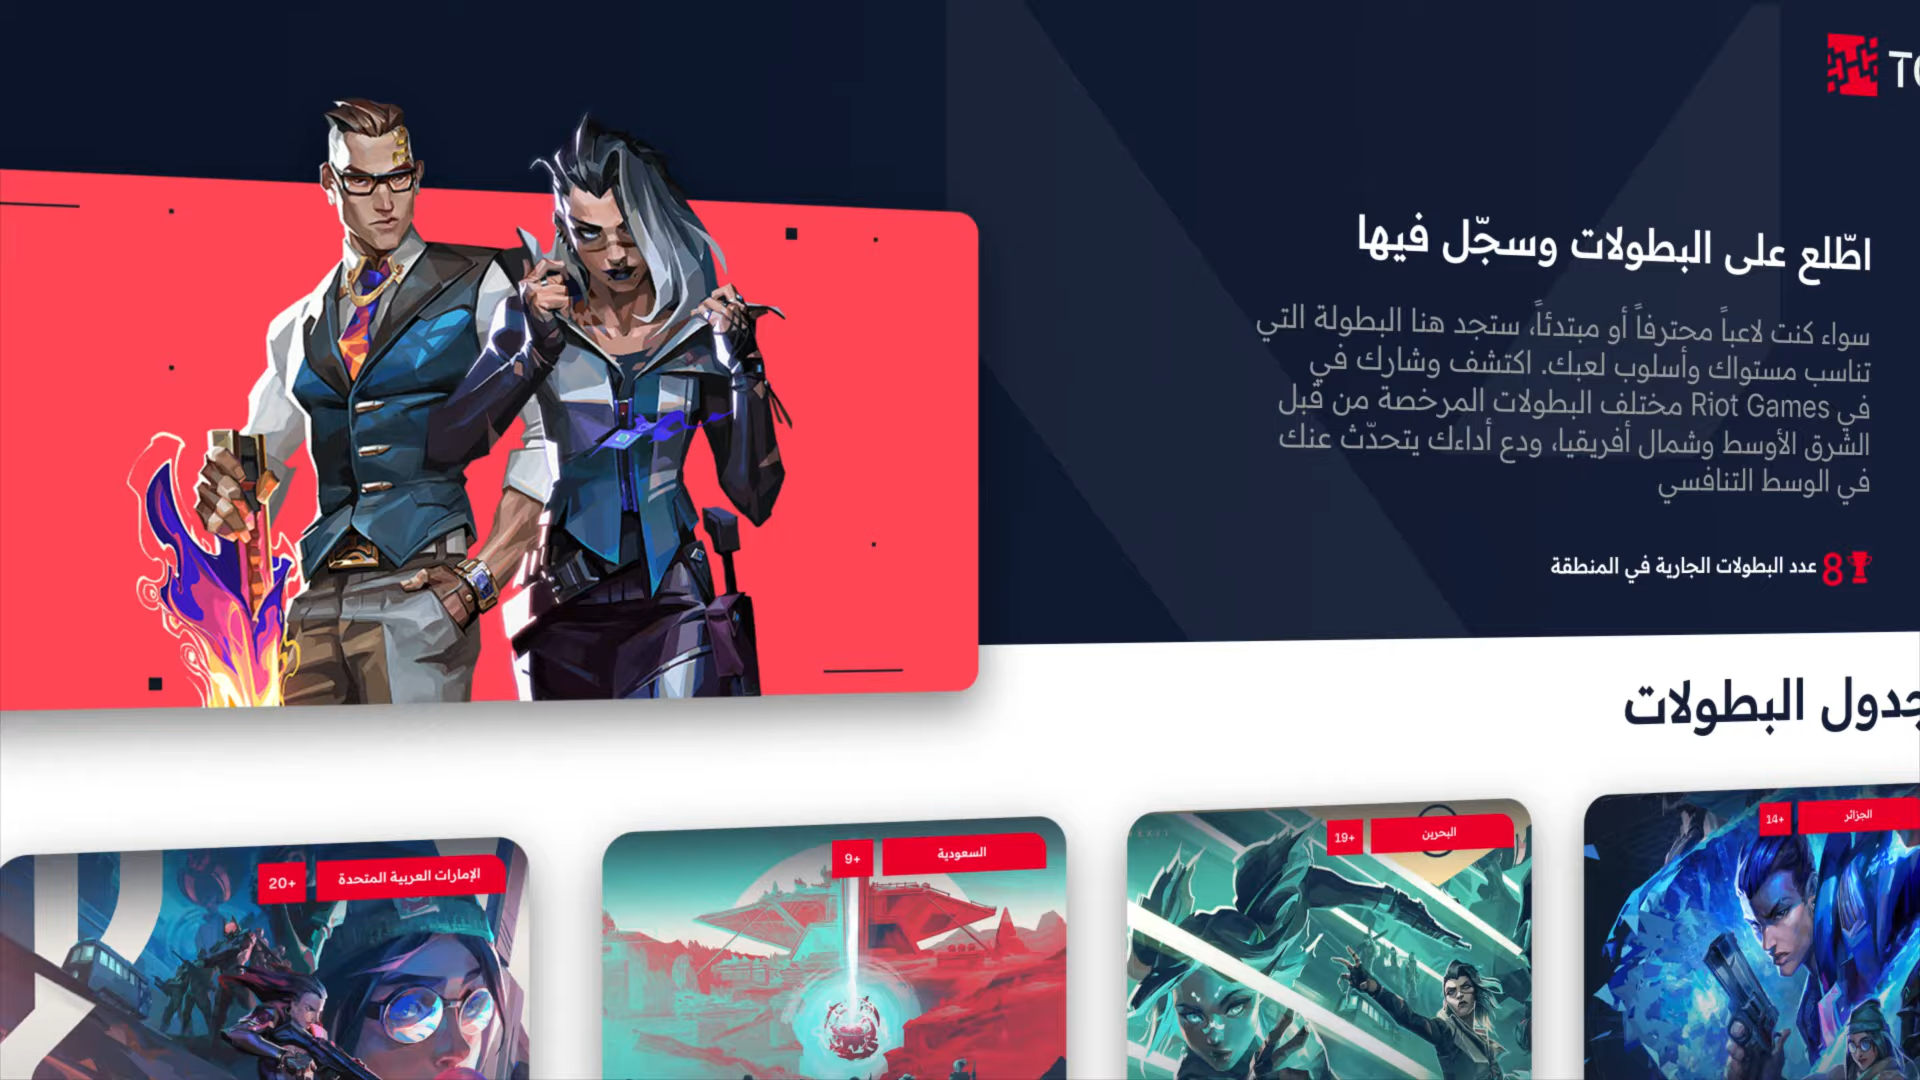 TO
اطّلع على البطولات وسجّل فيها
سواء كنت لاعباً محترفاً أو مبتدئاً، ستجد هنا البطولة التي
تناسب مستواك وأسلوب لعبك. اكتشف وشارك في
مختلف البطولات المرخصة من قبل Riot Games في
الشرق الأوسط وشمال أفريقيا، ودع أداءك يتحدّث عنك
في الوسط التنافسي
8 عدد البطولات الجارية في المنطقة
جدول البطولات
الجزائر
14+
البحرين
19+
السعودية
9+
الإمارات العربية المتحدة
20+